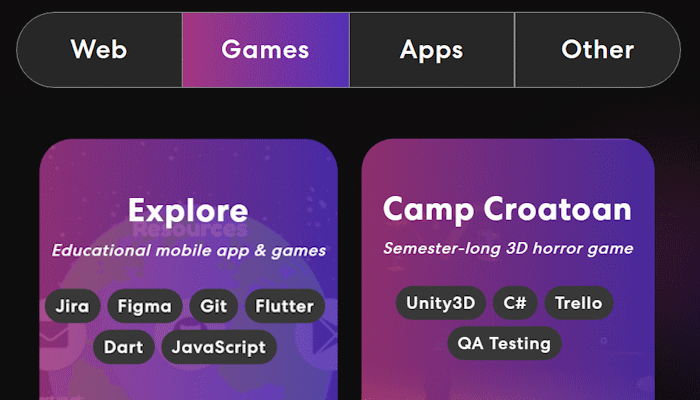 Web Games Apps Other
Explore
Resources
Educational mobile app & games
Jira Figma Git Flutter
Dart JavaScript
Camp Croatoan
Semester-long 3D horror game
Unity3D C# Trello
QA Testing